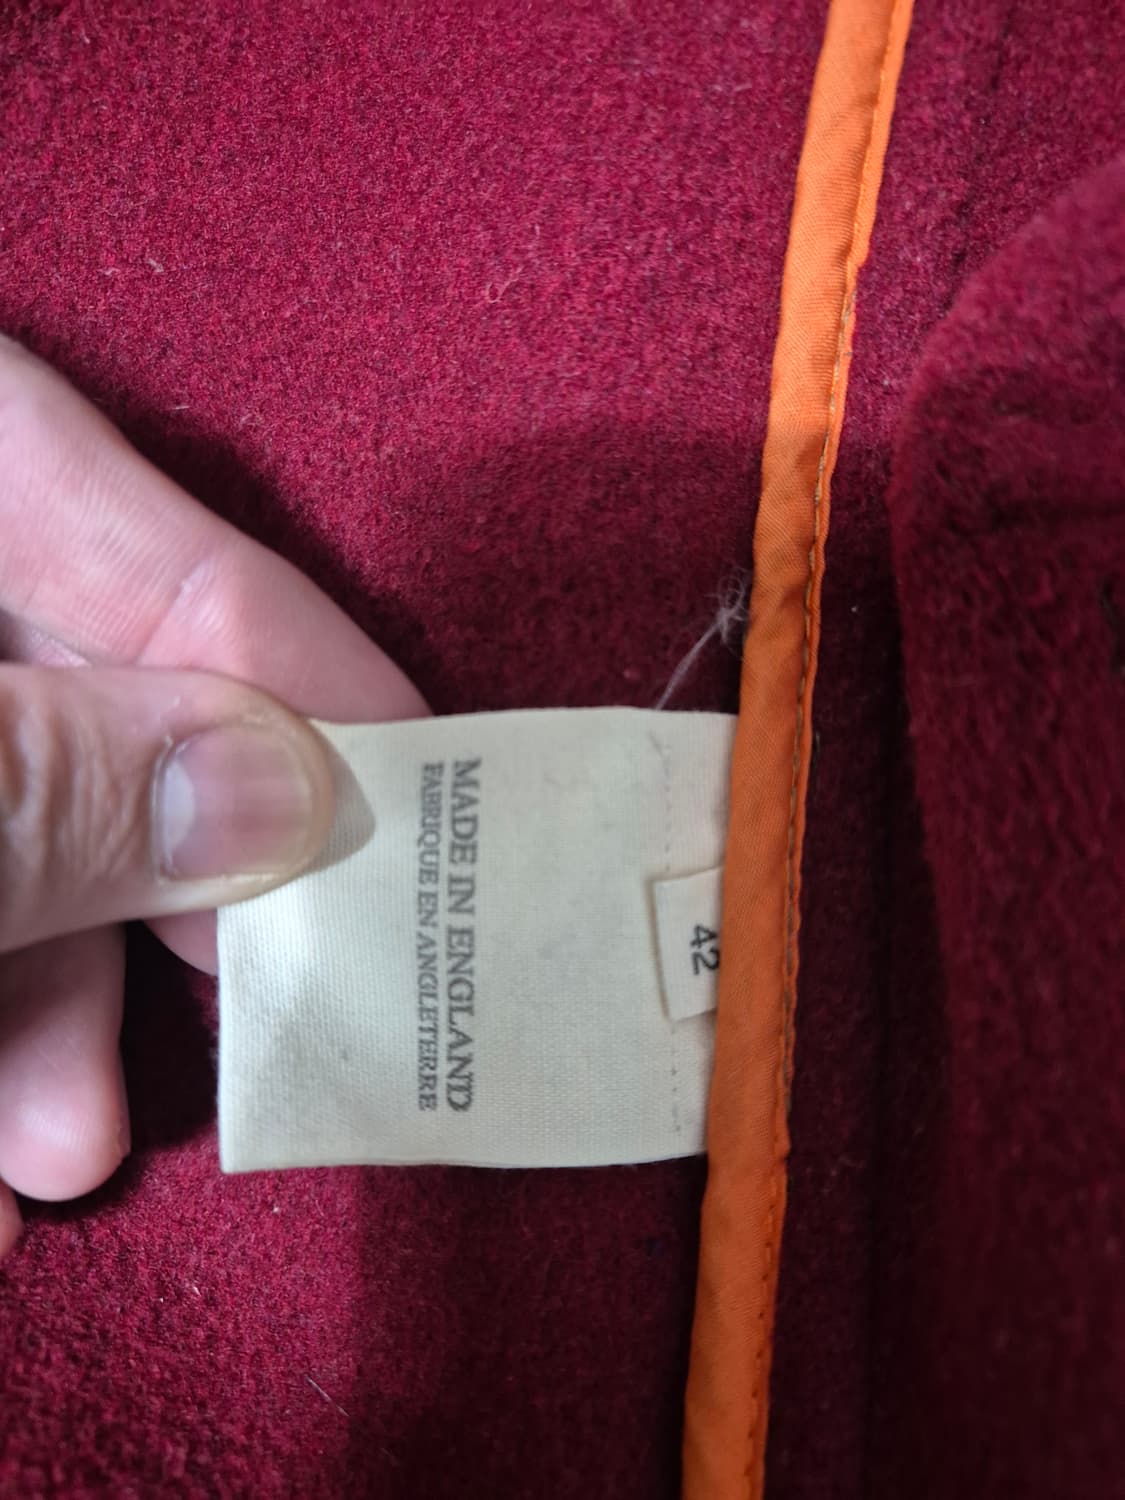 MADE IN ENGLAND
FABRIQUE EN ANGLETERRE
42